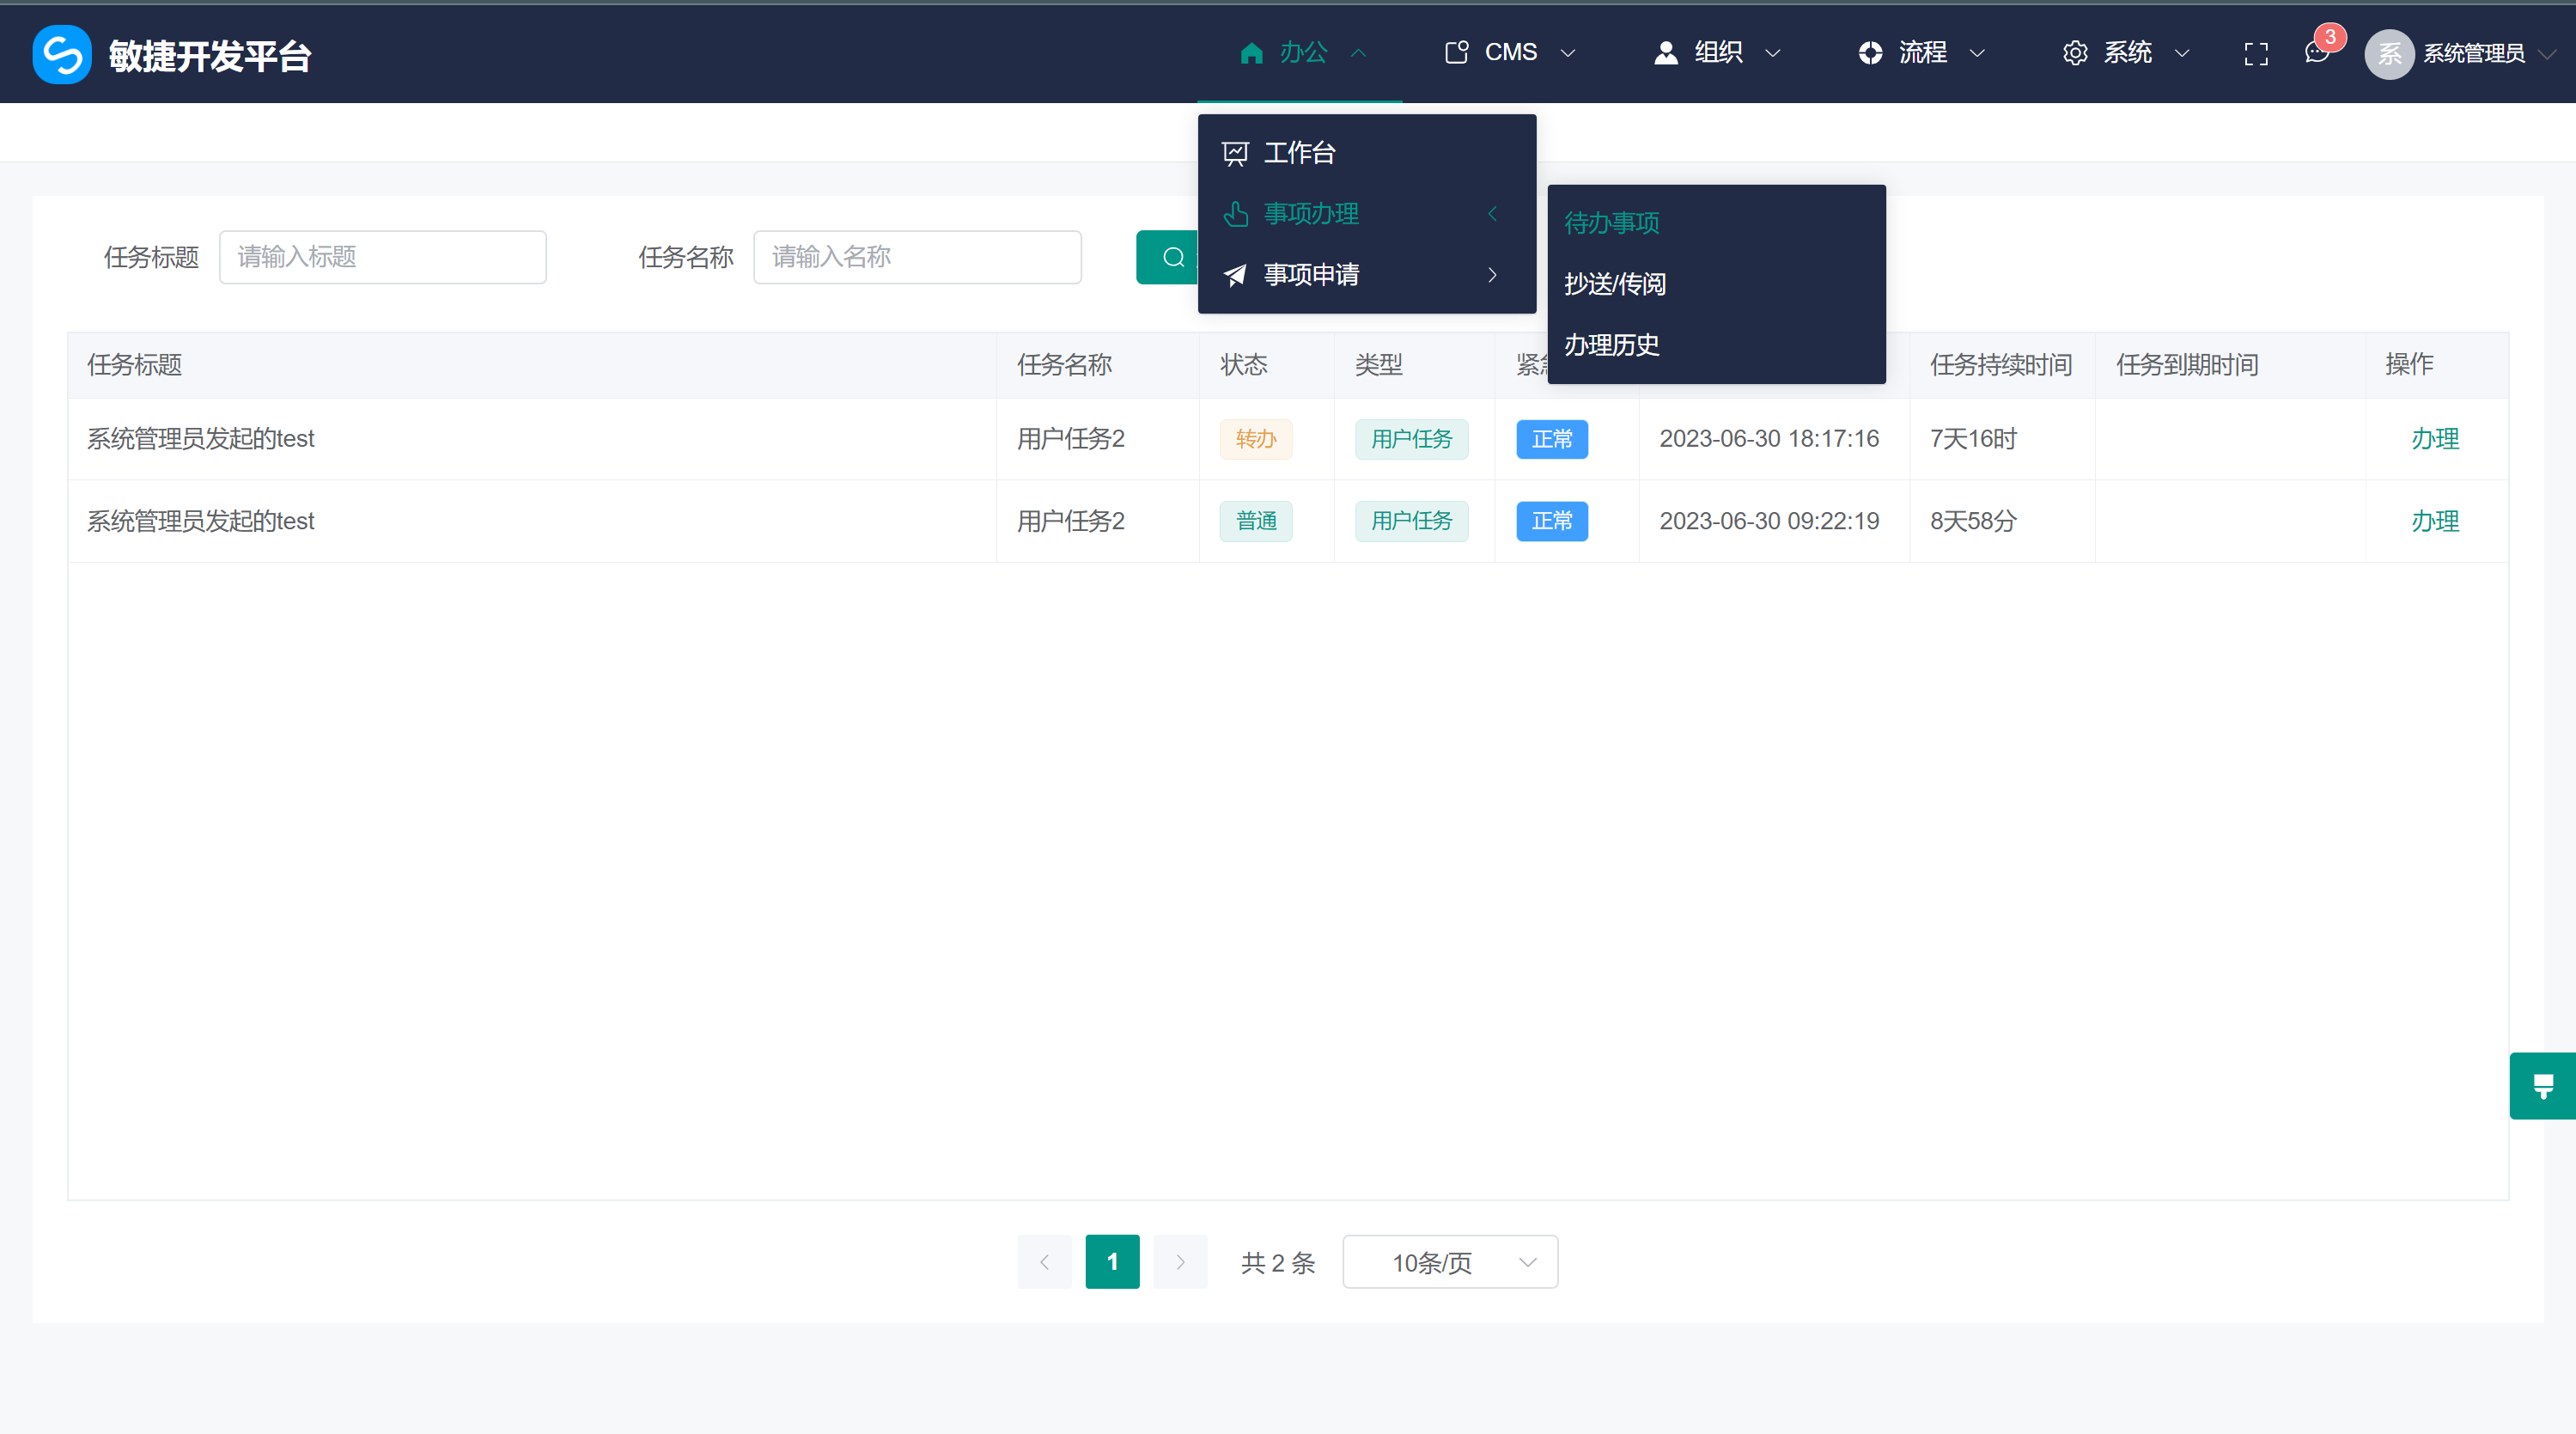 敏捷开发平台
办公
CMS
组织
流程
系统
3
系
系统管理员
工作台
事项办理
事项申请
待办事项
抄送/传阅
办理历史
任务标题 请输入标题 任务名称 请输入名称
任务标题 任务名称 状态 类型 紧 任务持续时间 任务到期时间 操作
系统管理员发起的test 用户任务2 转办 用户任务 正常 2023-06-30 18:17:16 7天16时 办理
系统管理员发起的test 用户任务2 普通 用户任务 正常 2023-06-30 09:22:19 8天58分 办理
1 共 2 条 10条/页